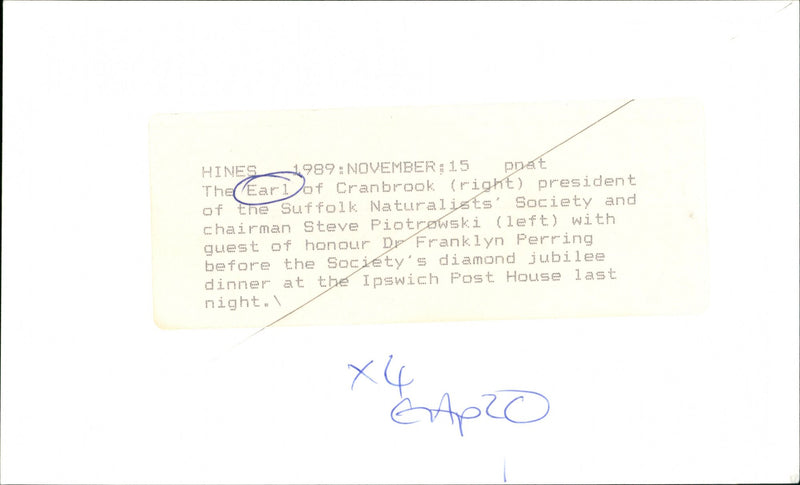 HINES 1989:NOVEMBER:15 pnat
The Earl of Cranbrook (right) president
of the Suffolk Naturalists' Society and
chairman Steve Piotrowski (left) with
guest of honour Dr Franklyn Perring
before the Society's diamond jubilee
dinner at the Ipswich Post House last
night.\
x4